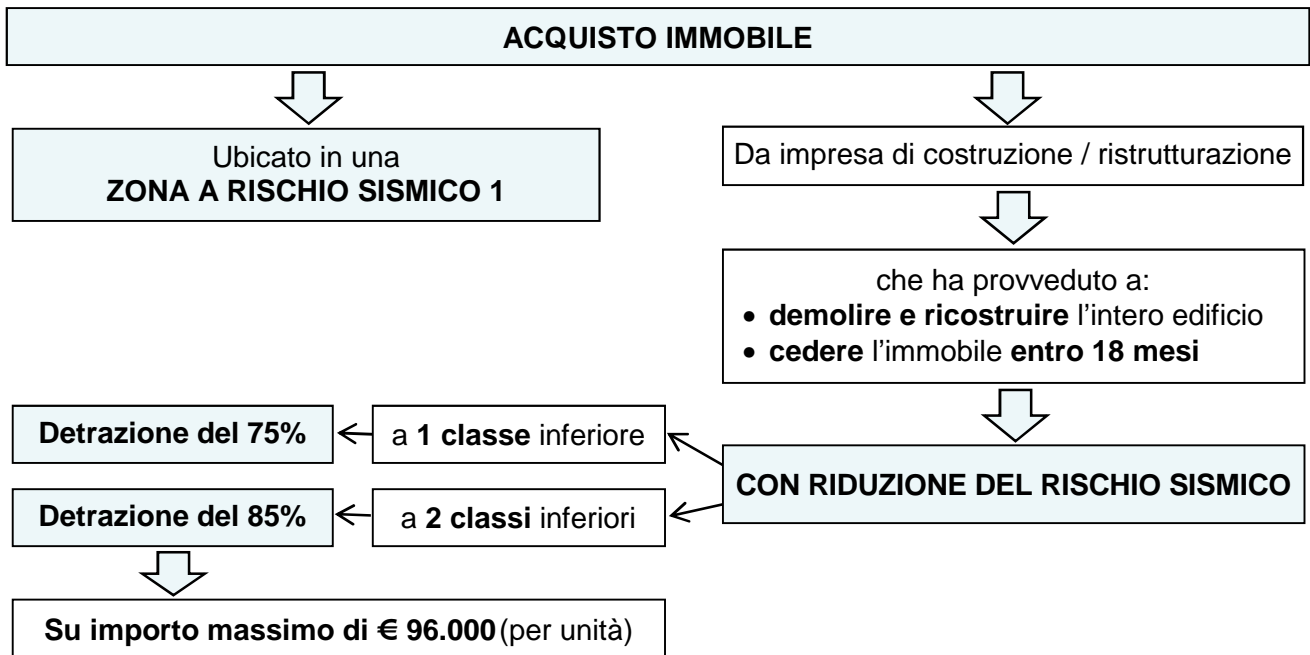 ACQUISTO IMMOBILE
Ubicato in una
ZONA A RISCHIO SISMICO 1
Da impresa di costruzione / ristrutturazione
che ha provveduto a:
• demolire e ricostruire l'intero edificio
• cedere l'immobile entro 18 mesi
Detrazione del 75%
a 1 classe inferiore
CON RIDUZIONE DEL RISCHIO SISMICO
Detrazione del 85%
a 2 classi inferiori
Su importo massimo di € 96.000 (per unità)